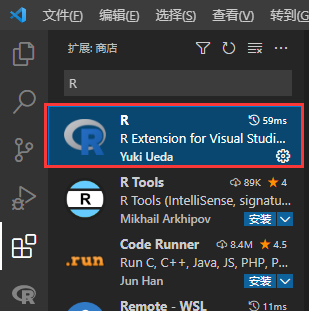 文件(F) 编辑(E) 选择(S) 查看(V) 转到(G
扩展: 商店
R
R 59ms
R Extension for Visual Studi...
Yuki Ueda
R Tools 89K 4
R Tools (IntelliSense, signatu...
Mikhail Arkhipov 安装
Code Runner 8.4M 4.5
Run C, C++, Java, JS, PHP, P...
Jun Han 安装
.run
Remote - WSL 11ms